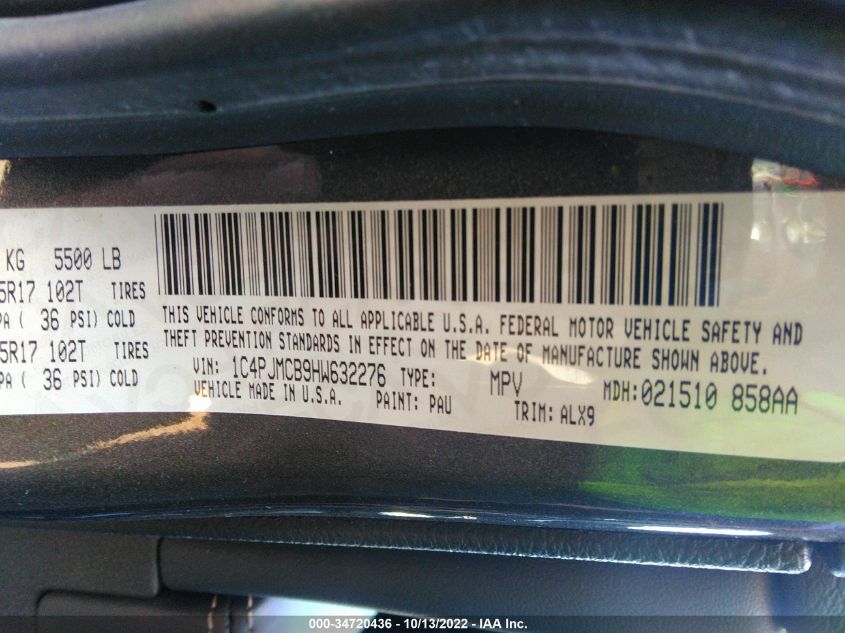 KG 5500 LB
5R17 102T TIRES
PA ( 36 PSI) COLD
5R17 102T TIRES
PA ( 36 PSI) COLD
THIS VEHICLE CONFORMS TO ALL APPLICABLE U.S.A. FEDERAL MOTOR VEHICLE SAFETY AND
THEFT PREVENTION STANDARDS IN EFFECT ON THE DATE OF MANUFACTURE SHOWN ABOVE.
VIN: 1C4PJMCB9HW632276 TYPE: MPV MDH: 021510 858AA
VEHICLE MADE IN U.S.A. PAINT: PAU TRIM: ALX9
000-34720436 - 10/13/2022 - IAA Inc.